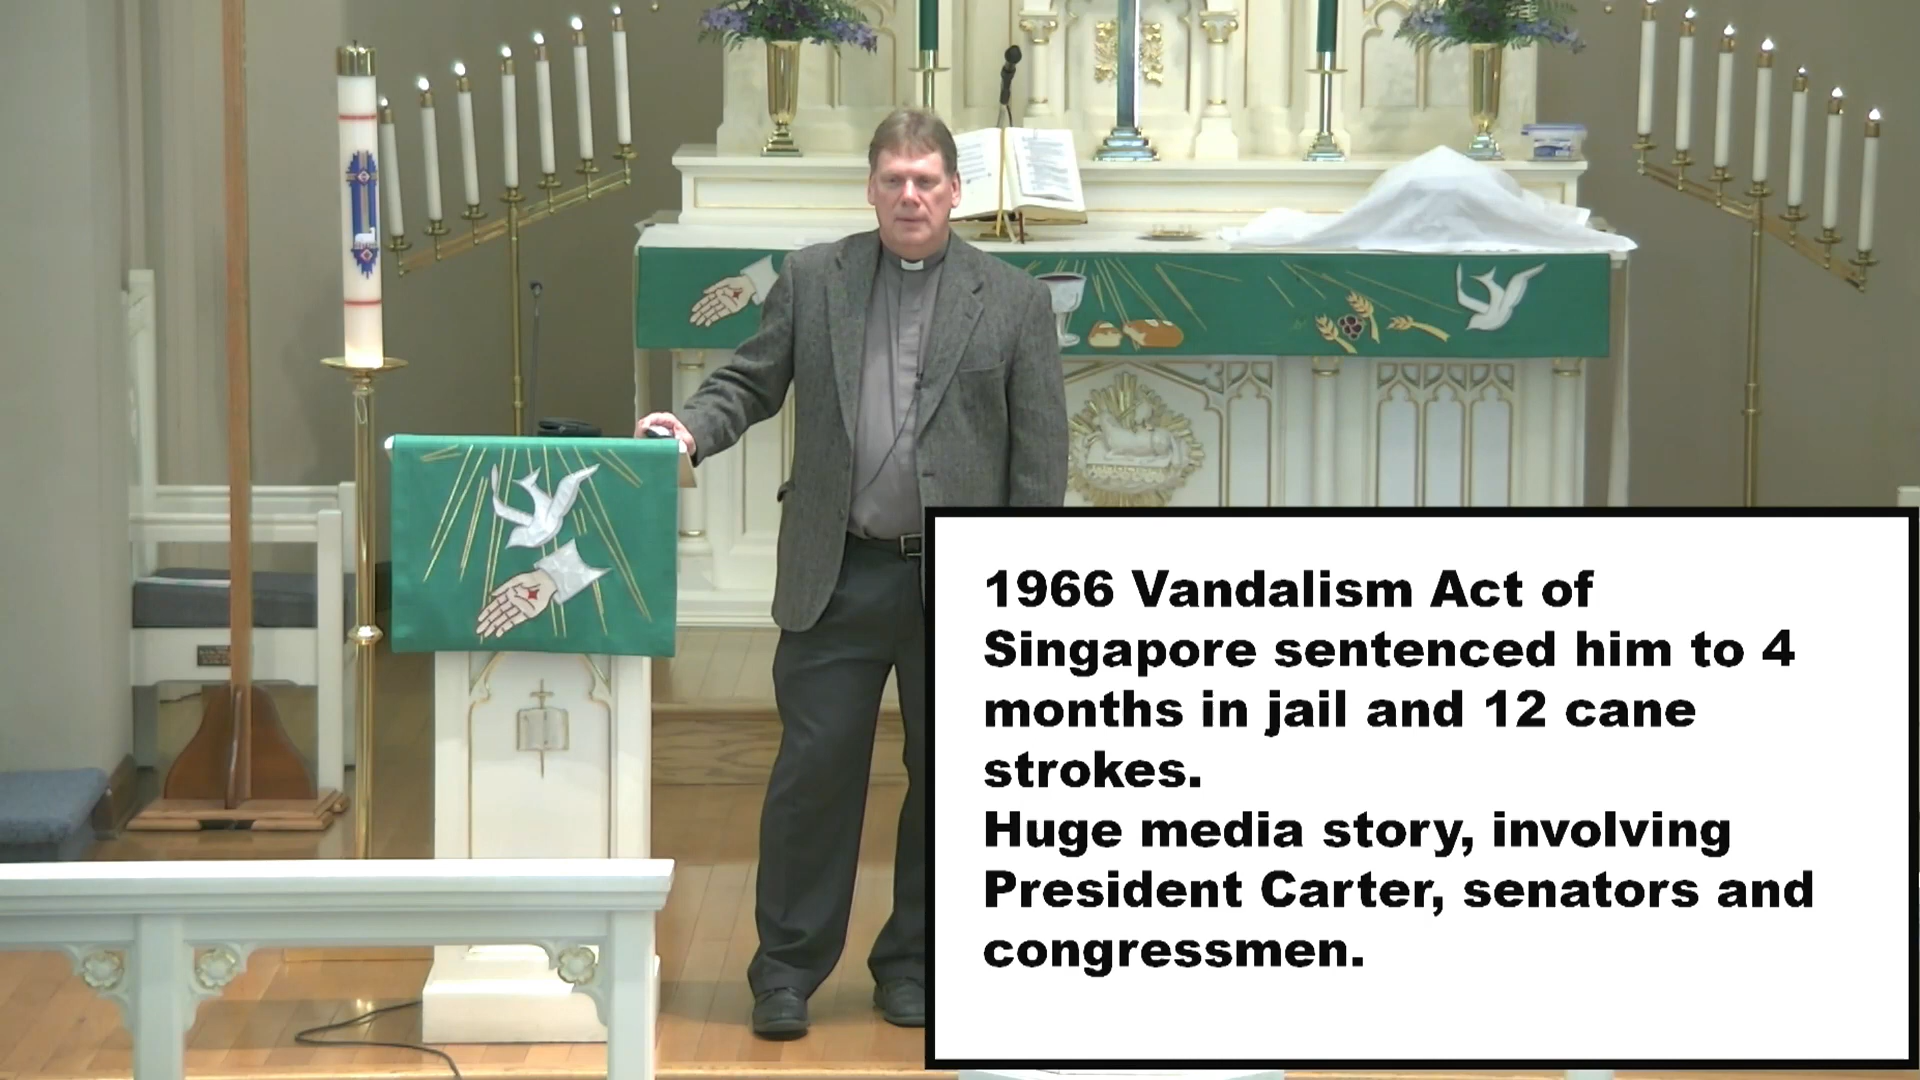 1966 Vandalism Act of
Singapore sentenced him to 4
months in jail and 12 cane
strokes.
Huge media story, involving
President Carter, senators and
congressmen.